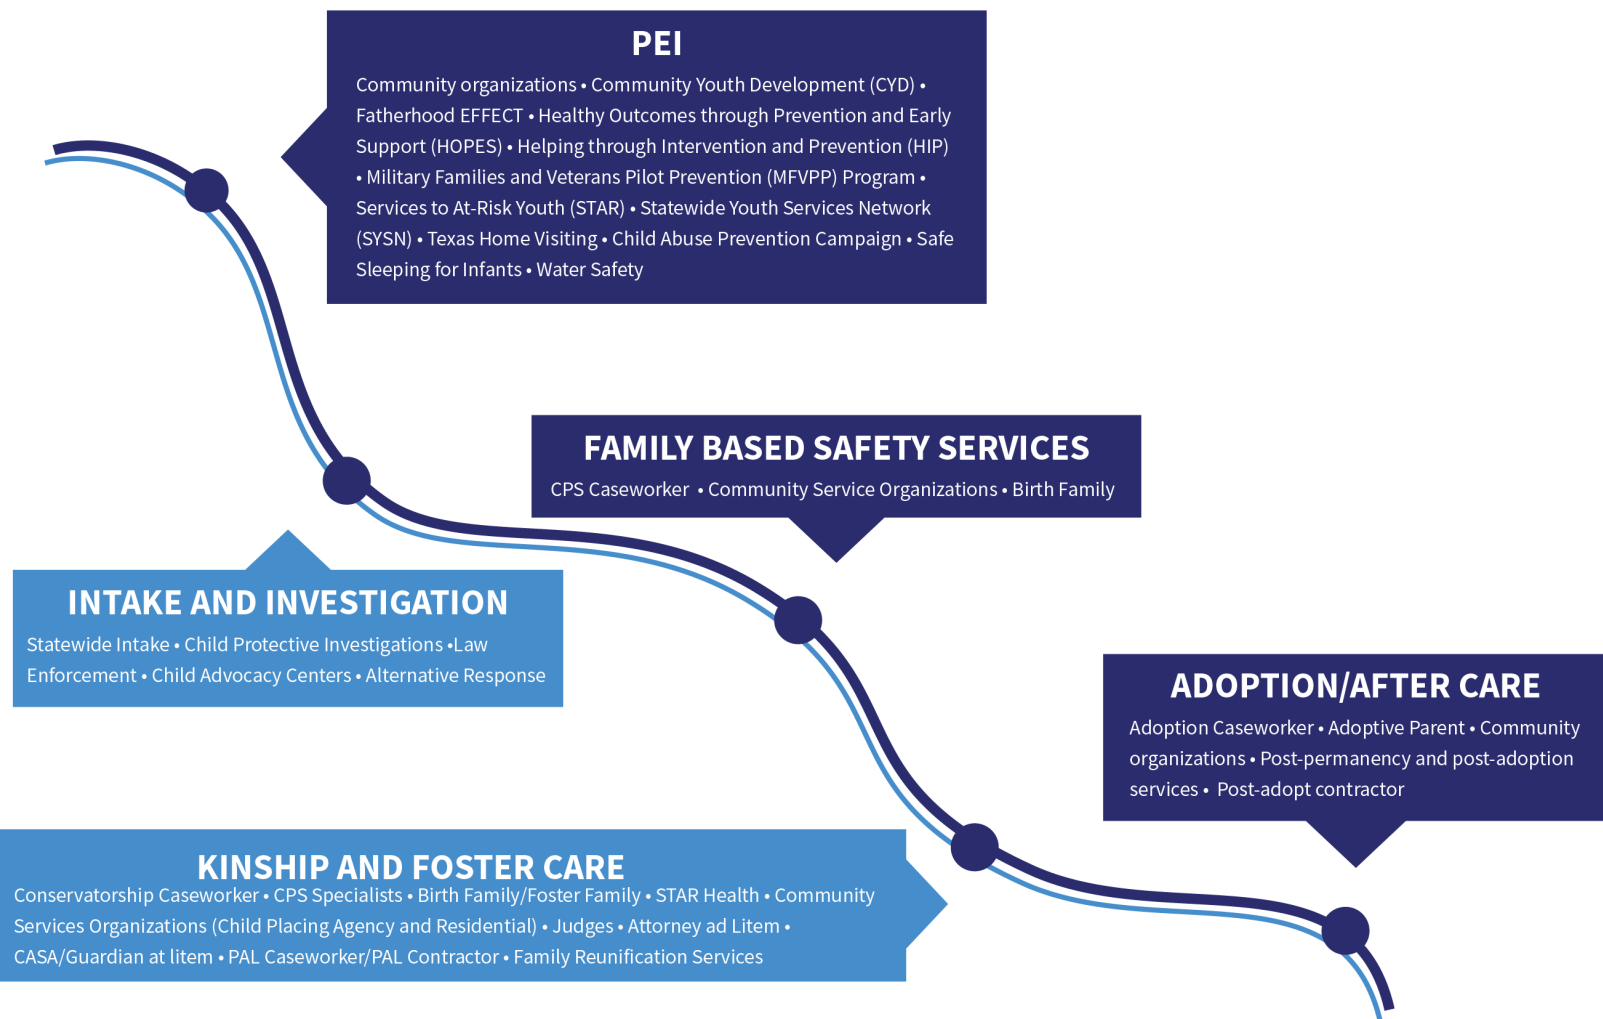 PEI
Community organizations • Community Youth Development (CYD) •
Fatherhood EFFECT • Healthy Outcomes through Prevention and Early
Support (HOPES) • Helping through Intervention and Prevention (HIP)
• Military Families and Veterans Pilot Prevention (MFVPP) Program •
Services to At-Risk Youth (STAR) • Statewide Youth Services Network
(SYSN) • Texas Home Visiting • Child Abuse Prevention Campaign • Safe
Sleeping for Infants • Water Safety
FAMILY BASED SAFETY SERVICES
CPS Caseworker • Community Service Organizations • Birth Family
INTAKE AND INVESTIGATION
Statewide Intake • Child Protective Investigations •Law
Enforcement • Child Advocacy Centers • Alternative Response
ADOPTION/AFTER CARE
Adoption Caseworker • Adoptive Parent • Community
organizations • Post-permanency and post-adoption
services • Post-adopt contractor
KINSHIP AND FOSTER CARE
Conservatorship Caseworker • CPS Specialists • Birth Family/Foster Family • STAR Health • Community
Services Organizations (Child Placing Agency and Residential) • Judges • Attorney ad Litem •
CASA/Guardian at litem • PAL Caseworker/PAL Contractor • Family Reunification Services